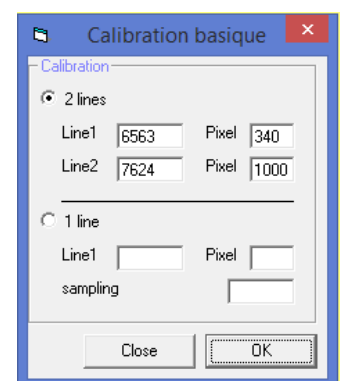 Calibration basique
Calibration
2 lines
Line1 6563 Pixel 340
Line2 7624 Pixel 1000
1 line
Line1 Pixel
sampling
Close OK